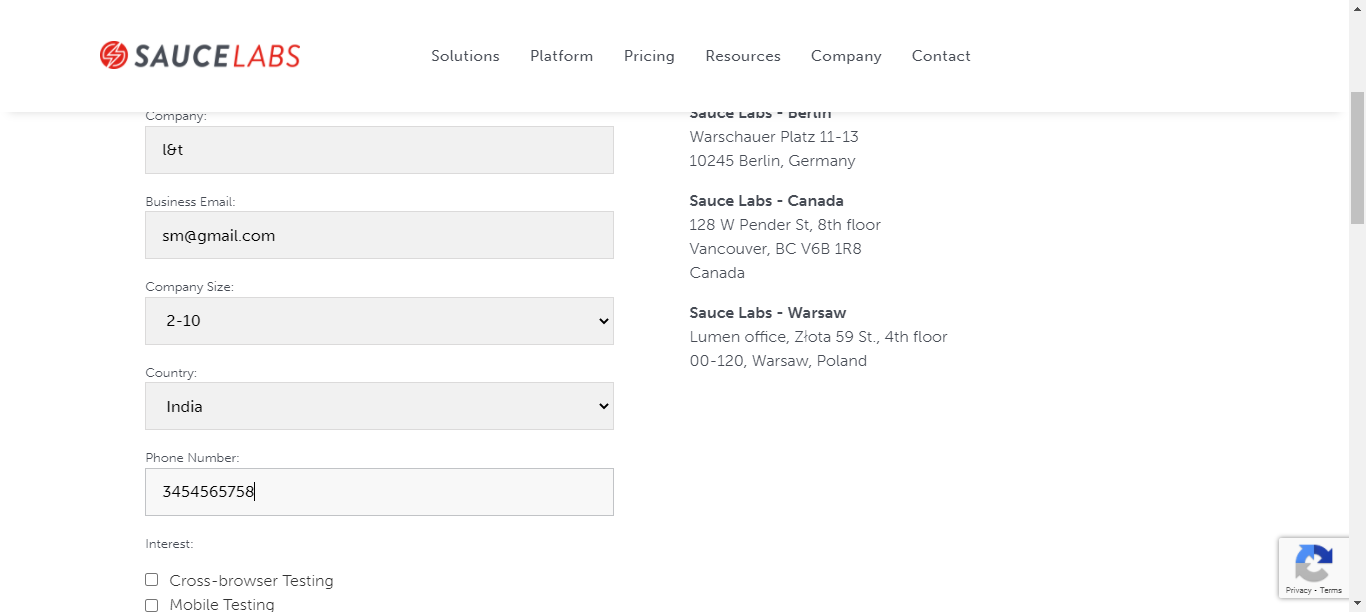 SAUCELABS
Solutions Platform Pricing Resources Company Contact
Company:
l&t
Business Email:
sm@gmail.com
Company Size:
2-10
Country:
India
Phone Number:
3454565758
Interest:
Cross-browser Testing
Mobile Testing
Sauce Labs - Berlin
Warschauer Platz 11-13
10245 Berlin, Germany
Sauce Labs - Canada
128 W Pender St, 8th floor
Vancouver, BC V6B 1R8
Canada
Sauce Labs - Warsaw
Lumen office, Złota 59 St., 4th floor
00-120, Warsaw, Poland
Privacy - Terms